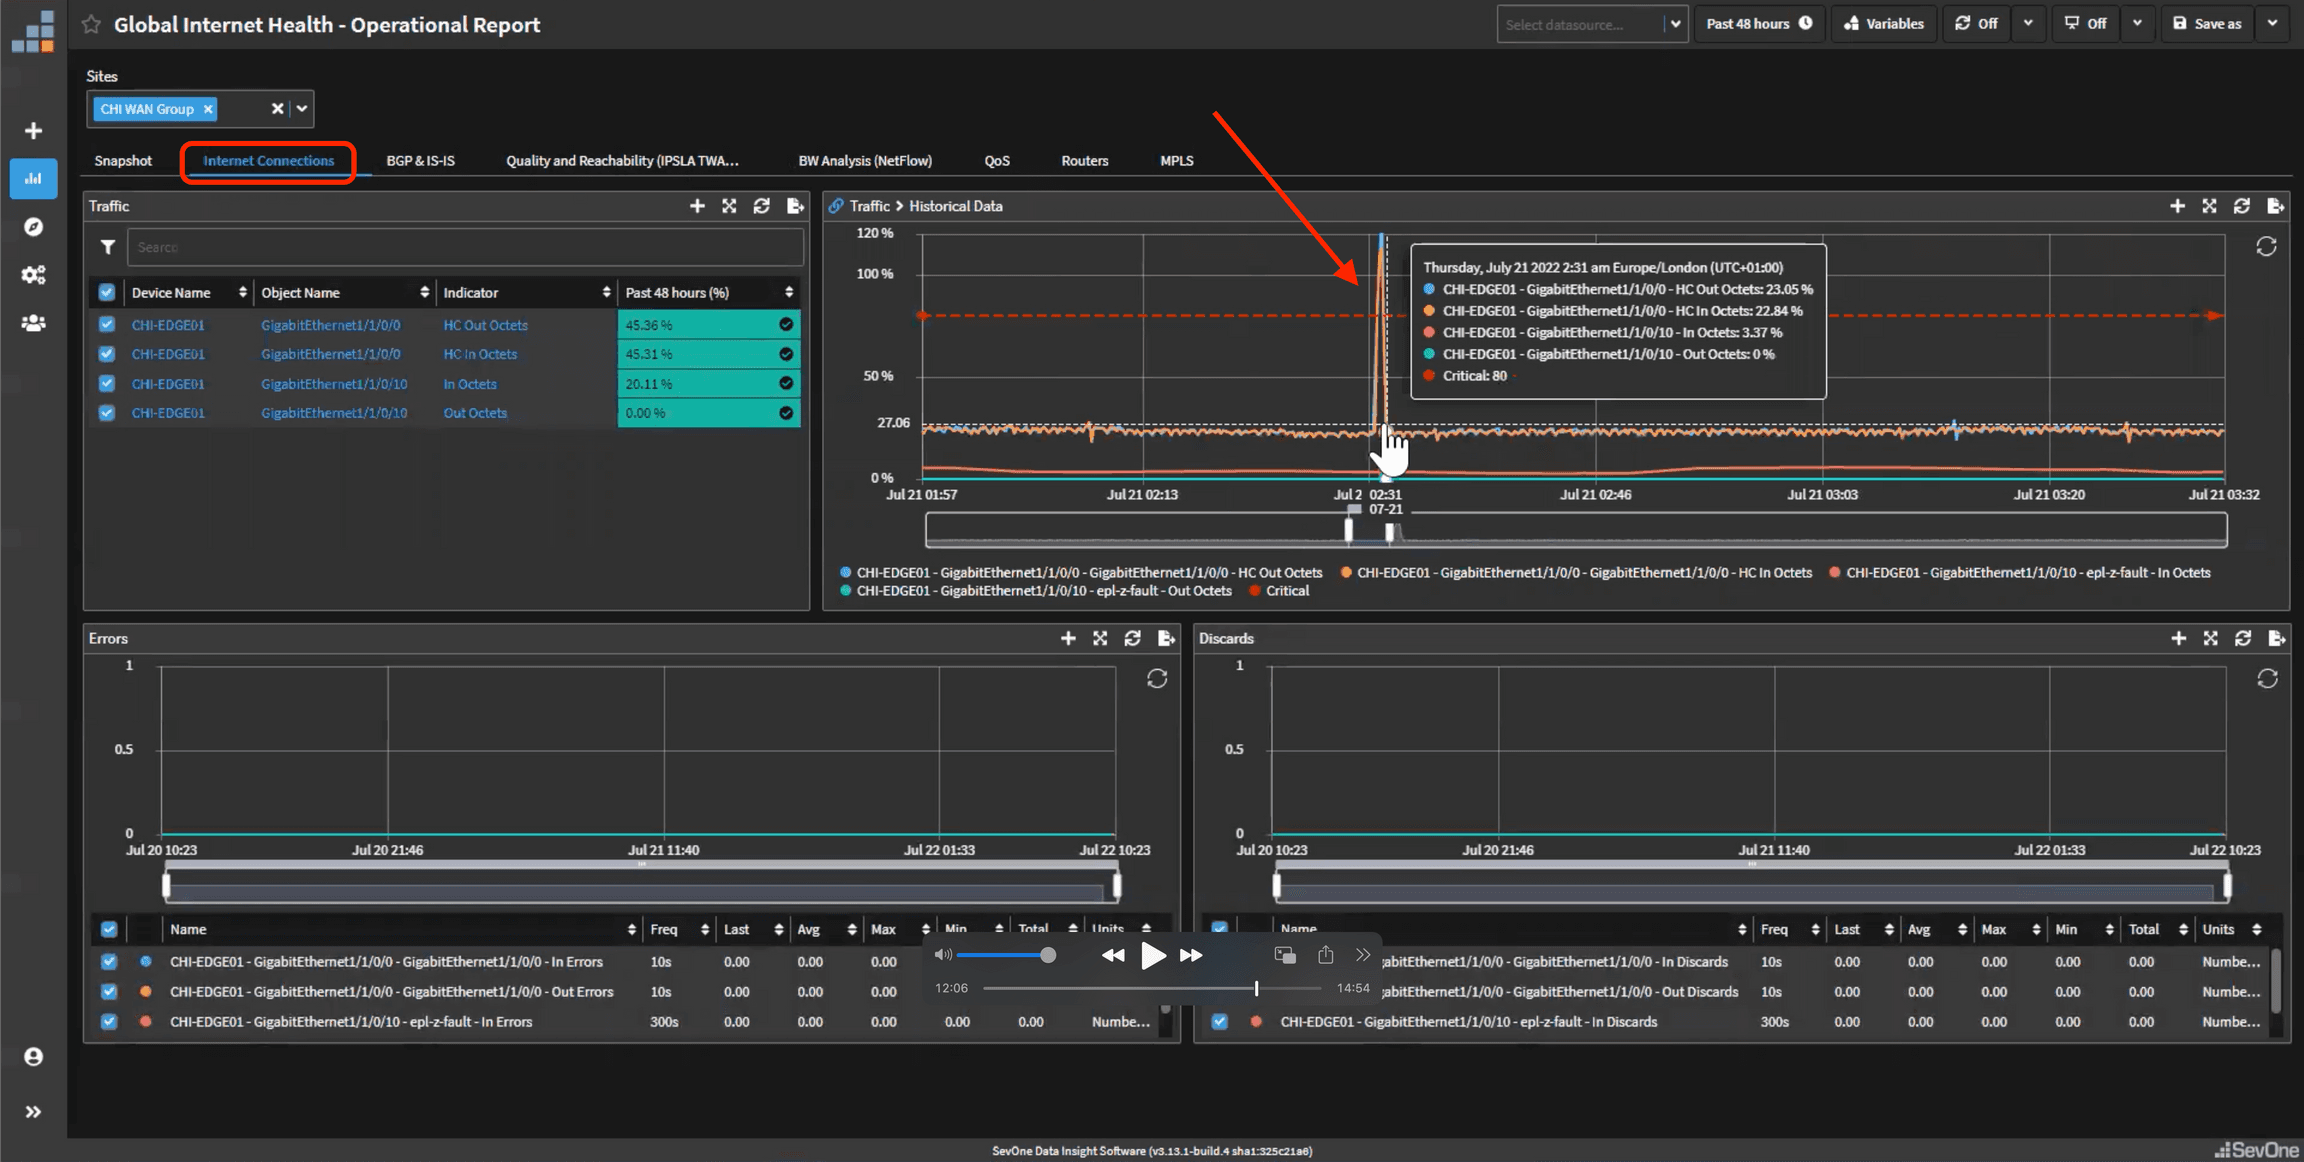 Global Internet Health - Operational Report
Select datasource...
Past 48 hours
Variables
Off
Off
Save as
Sites
CHI WAN Group
Snapshot
Internet Connections
BGP & IS-IS
Quality and Reachability (IPSLA TWA...
BW Analysis (NetFlow)
QoS
Routers
MPLS
Traffic
Search
Device Name Object Name Indicator Past 48 hours (%)
CHI-EDGE01 GigabitEthernet1/1/0/0 HC Out Octets 45.36 %
CHI-EDGE01 GigabitEthernet1/1/0/0 HC In Octets 45.31 %
CHI-EDGE01 GigabitEthernet1/1/0/10 In Octets 20.11 %
CHI-EDGE01 GigabitEthernet1/1/0/10 Out Octets 0.00 %
Traffic > Historical Data
120 %
100 %
50 %
27.06
0 %
Thursday, July 21 2022 2:31 am Europe/London (UTC+01:00)
CHI-EDGE01 - GigabitEthernet1/1/0/0 - HC Out Octets: 23.05 %
CHI-EDGE01 - GigabitEthernet1/1/0/0 - HC In Octets: 22.84 %
CHI-EDGE01 - GigabitEthernet1/1/0/10 - In Octets: 3.37 %
CHI-EDGE01 - GigabitEthernet1/1/0/10 - Out Octets: 0 %
Critical: 80
Jul 21 01:57 Jul 21 02:13 Jul 2 02:31 Jul 21 02:46 Jul 21 03:03 Jul 21 03:20 Jul 21 03:32
07-21
CHI-EDGE01 - GigabitEthernet1/1/0/0 - GigabitEthernet1/1/0/0 - HC Out Octets CHI-EDGE01 - GigabitEthernet1/1/0/0 - GigabitEthernet1/1/0/0 - HC In Octets CHI-EDGE01 - GigabitEthernet1/1/0/10 - epl-z-fault - In Octets
CHI-EDGE01 - GigabitEthernet1/1/0/10 - epl-z-fault - Out Octets Critical
Errors
1
0.5
0
Jul 20 10:23 Jul 20 21:46 Jul 21 11:40 Jul 22 01:33 Jul 22 10:23
Name Freq Last Avg Max Min Total Units
CHI-EDGE01 - GigabitEthernet1/1/0/0 - GigabitEthernet1/1/0/0 - In Errors 10s 0.00 0.00 0.00
CHI-EDGE01 - GigabitEthernet1/1/0/0 - GigabitEthernet1/1/0/0 - Out Errors 10s 0.00 0.00 0.00
CHI-EDGE01 - GigabitEthernet1/1/0/10 - epl-z-fault - In Errors 300s 0.00 0.00 0.00 0.00 0.00 Numbe...
12:06
14:54
Discards
1
0.5
0
Jul 20 10:23 Jul 20 21:46 Jul 21 11:40 Jul 22 01:33 Jul 22 10:23
Name Freq Last Avg Max Min Total Units
gabitEthernet1/1/0/0 - GigabitEthernet1/1/0/0 - In Discards 10s 0.00 0.00 0.00 0.00 0.00 Numbe...
gabitEthernet1/1/0/0 - GigabitEthernet1/1/0/0 - Out Discards 10s 0.00 0.00 0.00 0.00 0.00 Numbe...
CHI-EDGE01 - GigabitEthernet1/1/0/10 - epl-z-fault - In Discards 300s 0.00 0.00 0.00 0.00 0.00 Numbe...
SevOne Data Insight Software (v3.13.1-build.4 sha1:325c21a6)
SevOne